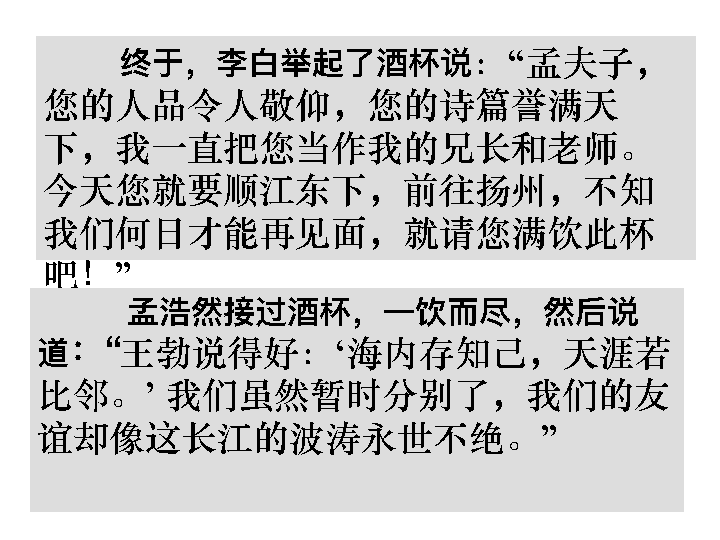 终于，李白举起了酒杯说：“孟夫子，
您的人品令人敬仰，您的诗篇誉满天
下，我一直把您当作我的兄长和老师。
今天您就要顺江东下，前往扬州，不知
我们何日才能再见面，就请您满饮此杯
吧！”
孟浩然接过酒杯，一饮而尽，然后说
道：“王勃说得好：‘海内存知己，天涯若
比邻。’我们虽然暂时分别了，我们的友
谊却像这长江的波涛永世不绝。”